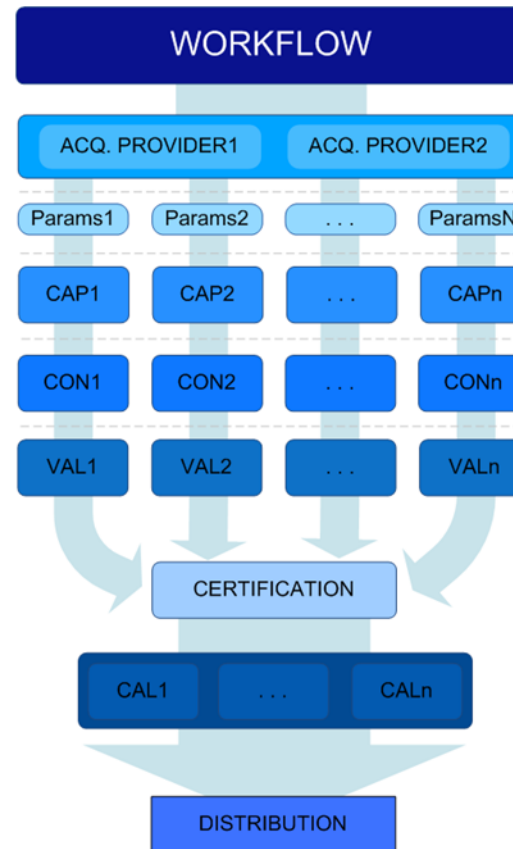 WORKFLOW
ACQ. PROVIDER1 ACQ. PROVIDER2
Params1 Params2 . . . ParamsN
CAP1 CAP2 . . . CAPn
CON1 CON2 . . . CONn
VAL1 VAL2 . . . VALn
CERTIFICATION
CAL1 . . . CALn
DISTRIBUTION